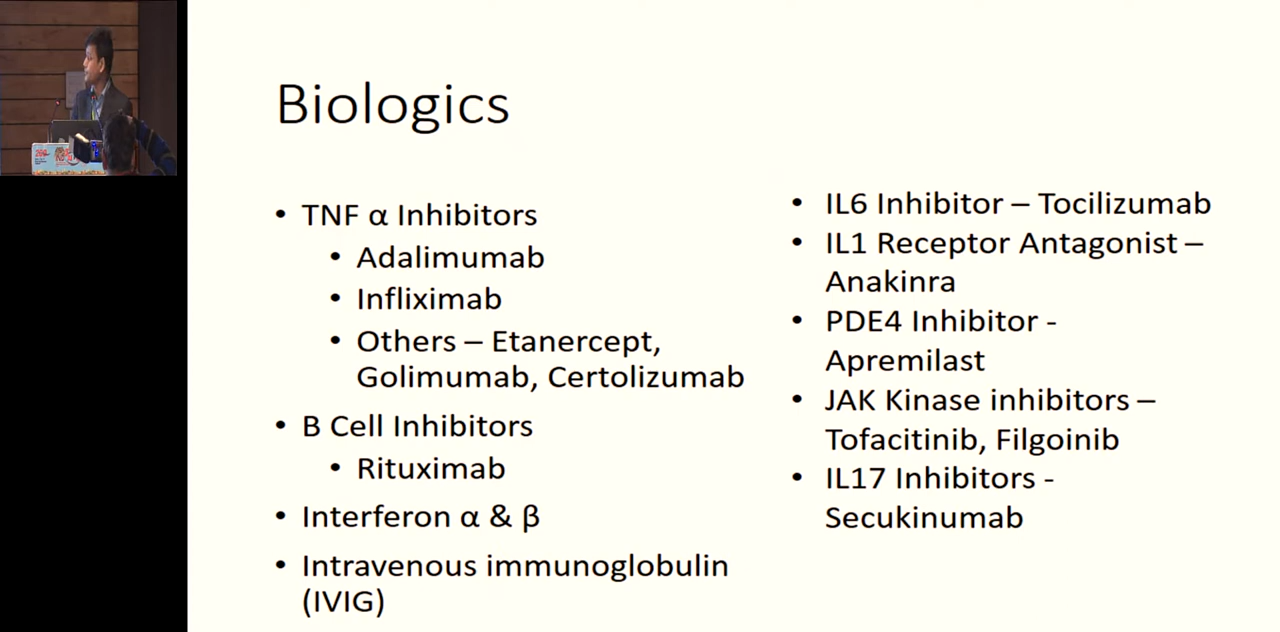 Biologics
• TNF α Inhibitors
• Adalimumab
• Infliximab
• Others – Etanercept,
Golimumab, Certolizumab
• B Cell Inhibitors
• Rituximab
• Interferon α & β
• Intravenous immunoglobulin
(IVIG)
• IL6 Inhibitor – Tocilizumab
• IL1 Receptor Antagonist –
Anakinra
• PDE4 Inhibitor -
Apremilast
• JAK Kinase inhibitors –
Tofacitinib, Filgoinib
• IL17 Inhibitors -
Secukinumab